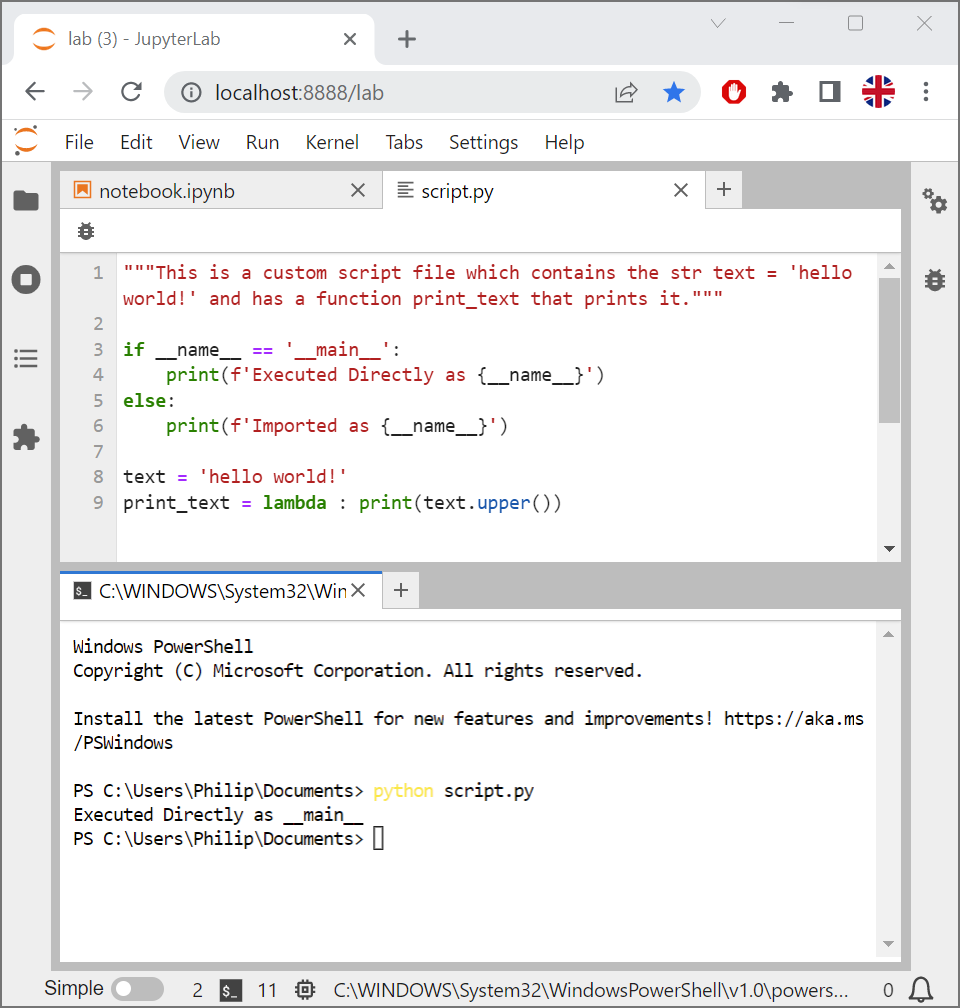 lab (3) - JupyterLab
localhost:8888/lab
File Edit View Run Kernel Tabs Settings Help
notebook.ipynb script.py
1 """This is a custom script file which contains the str text = 'hello
world!' and has a function print_text that prints it."""
2
3 if __name__ == '__main__':
4     print(f'Executed Directly as {__name__}')
5 else:
6     print(f'Imported as {__name__}')
7
8 text = 'hello world!'
9 print_text = lambda : print(text.upper())
C:\WINDOWS\System32\Win
Windows PowerShell
Copyright (C) Microsoft Corporation. All rights reserved.
Install the latest PowerShell for new features and improvements! https://aka.ms
/PSWindows
PS C:\Users\Philip\Documents> python script.py
Executed Directly as __main__
PS C:\Users\Philip\Documents>
Simple 2 $_ 11 C:\WINDOWS\System32\WindowsPowerShell\v1.0\powers... 0